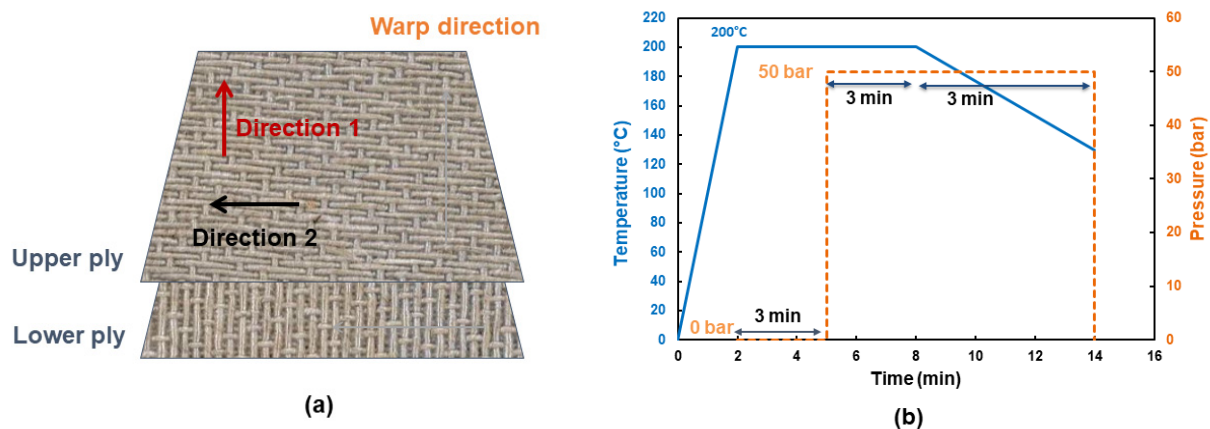 Warp direction
Direction 1
Direction 2
Upper ply
Lower ply
(a)
220
200
180
160
140
120
100
80
60
40
20
0
Temperature (°C)
200°C
50 bar
3 min
3 min
0 bar
3 min
60
50
40
30
20
10
0
Pressure (bar)
0
2
4
6
8
10
12
14
16
Time (min)
(b)